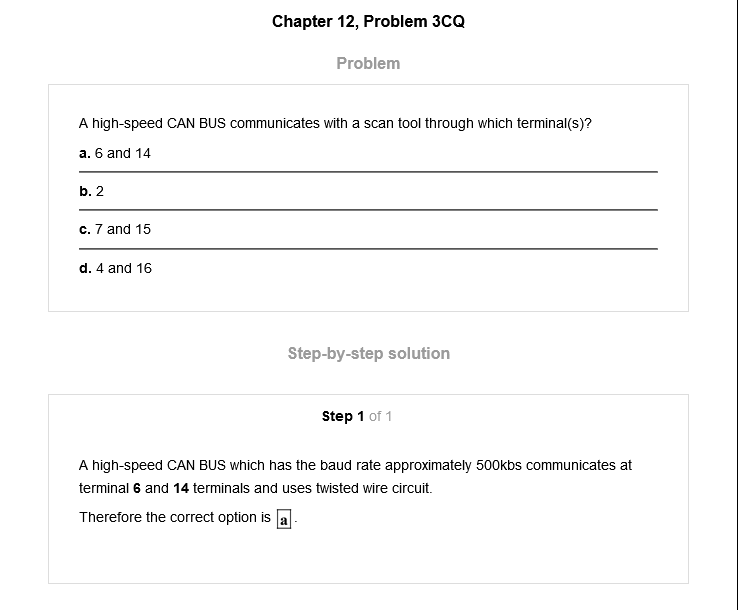 Chapter 12, Problem 3CQ
Problem
A high-speed CAN BUS communicates with a scan tool through which terminal(s)?
a. 6 and 14
b. 2
c. 7 and 15
d. 4 and 16
Step-by-step solution
Step 1 of 1
A high-speed CAN BUS which has the baud rate approximately 500kbs communicates at
terminal 6 and 14 terminals and uses twisted wire circuit.
Therefore the correct option is a.